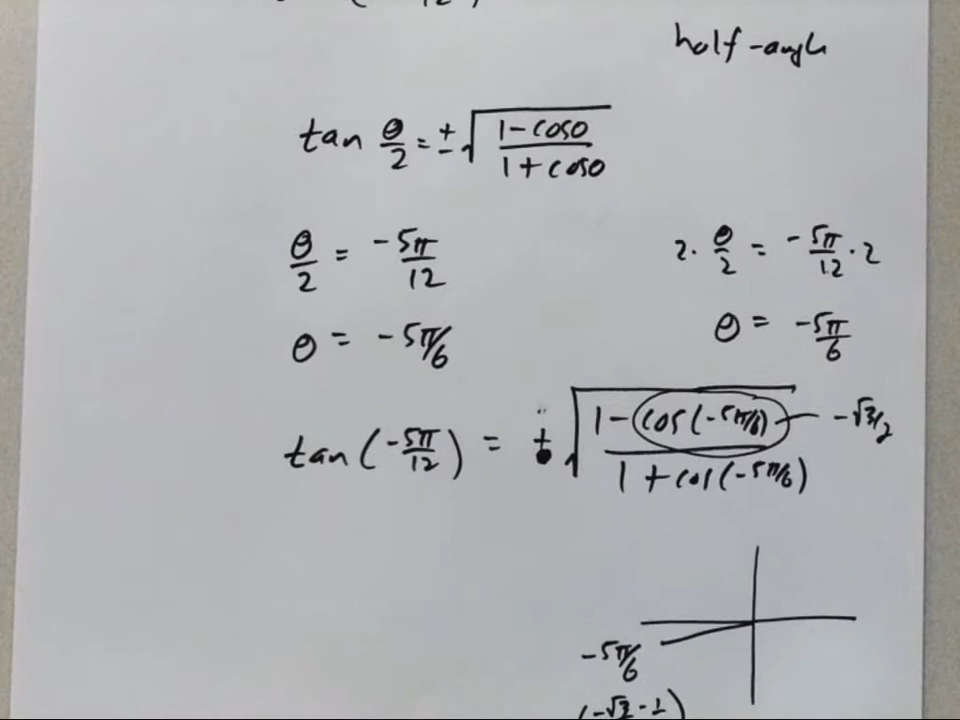 half-angle
tan θ/2 = ± √((1 - cosθ)/(1 + cosθ))
θ/2 = -5π/12
2 · θ/2 = -5π/12 · 2
θ = -5π/6
θ = -5π/6
tan(-5π/12) = ± √((1 - cos(-5π/6))/(1 + cos(-5π/6))) -√3/2
-5π/6